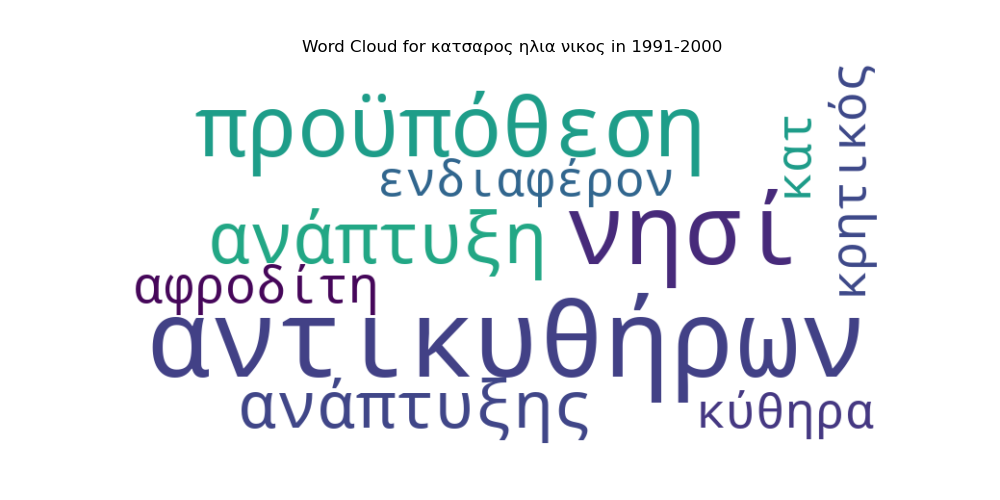 Word Cloud for κατσαρος ηλια νικος in 1991-2000
προϋπόθεση
ενδιαφέρον
κατ
κρητικός
ανάπτυξη
νησί
αφροδίτη
αντικυθήρων
ανάπτυξης
κύθηρα